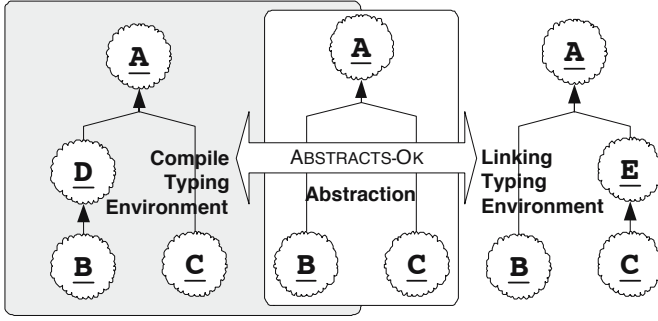 A A A
D Compile ABSTRACTS-OK Linking E
Typing Abstraction Typing
Environment Environment
B C B C B C